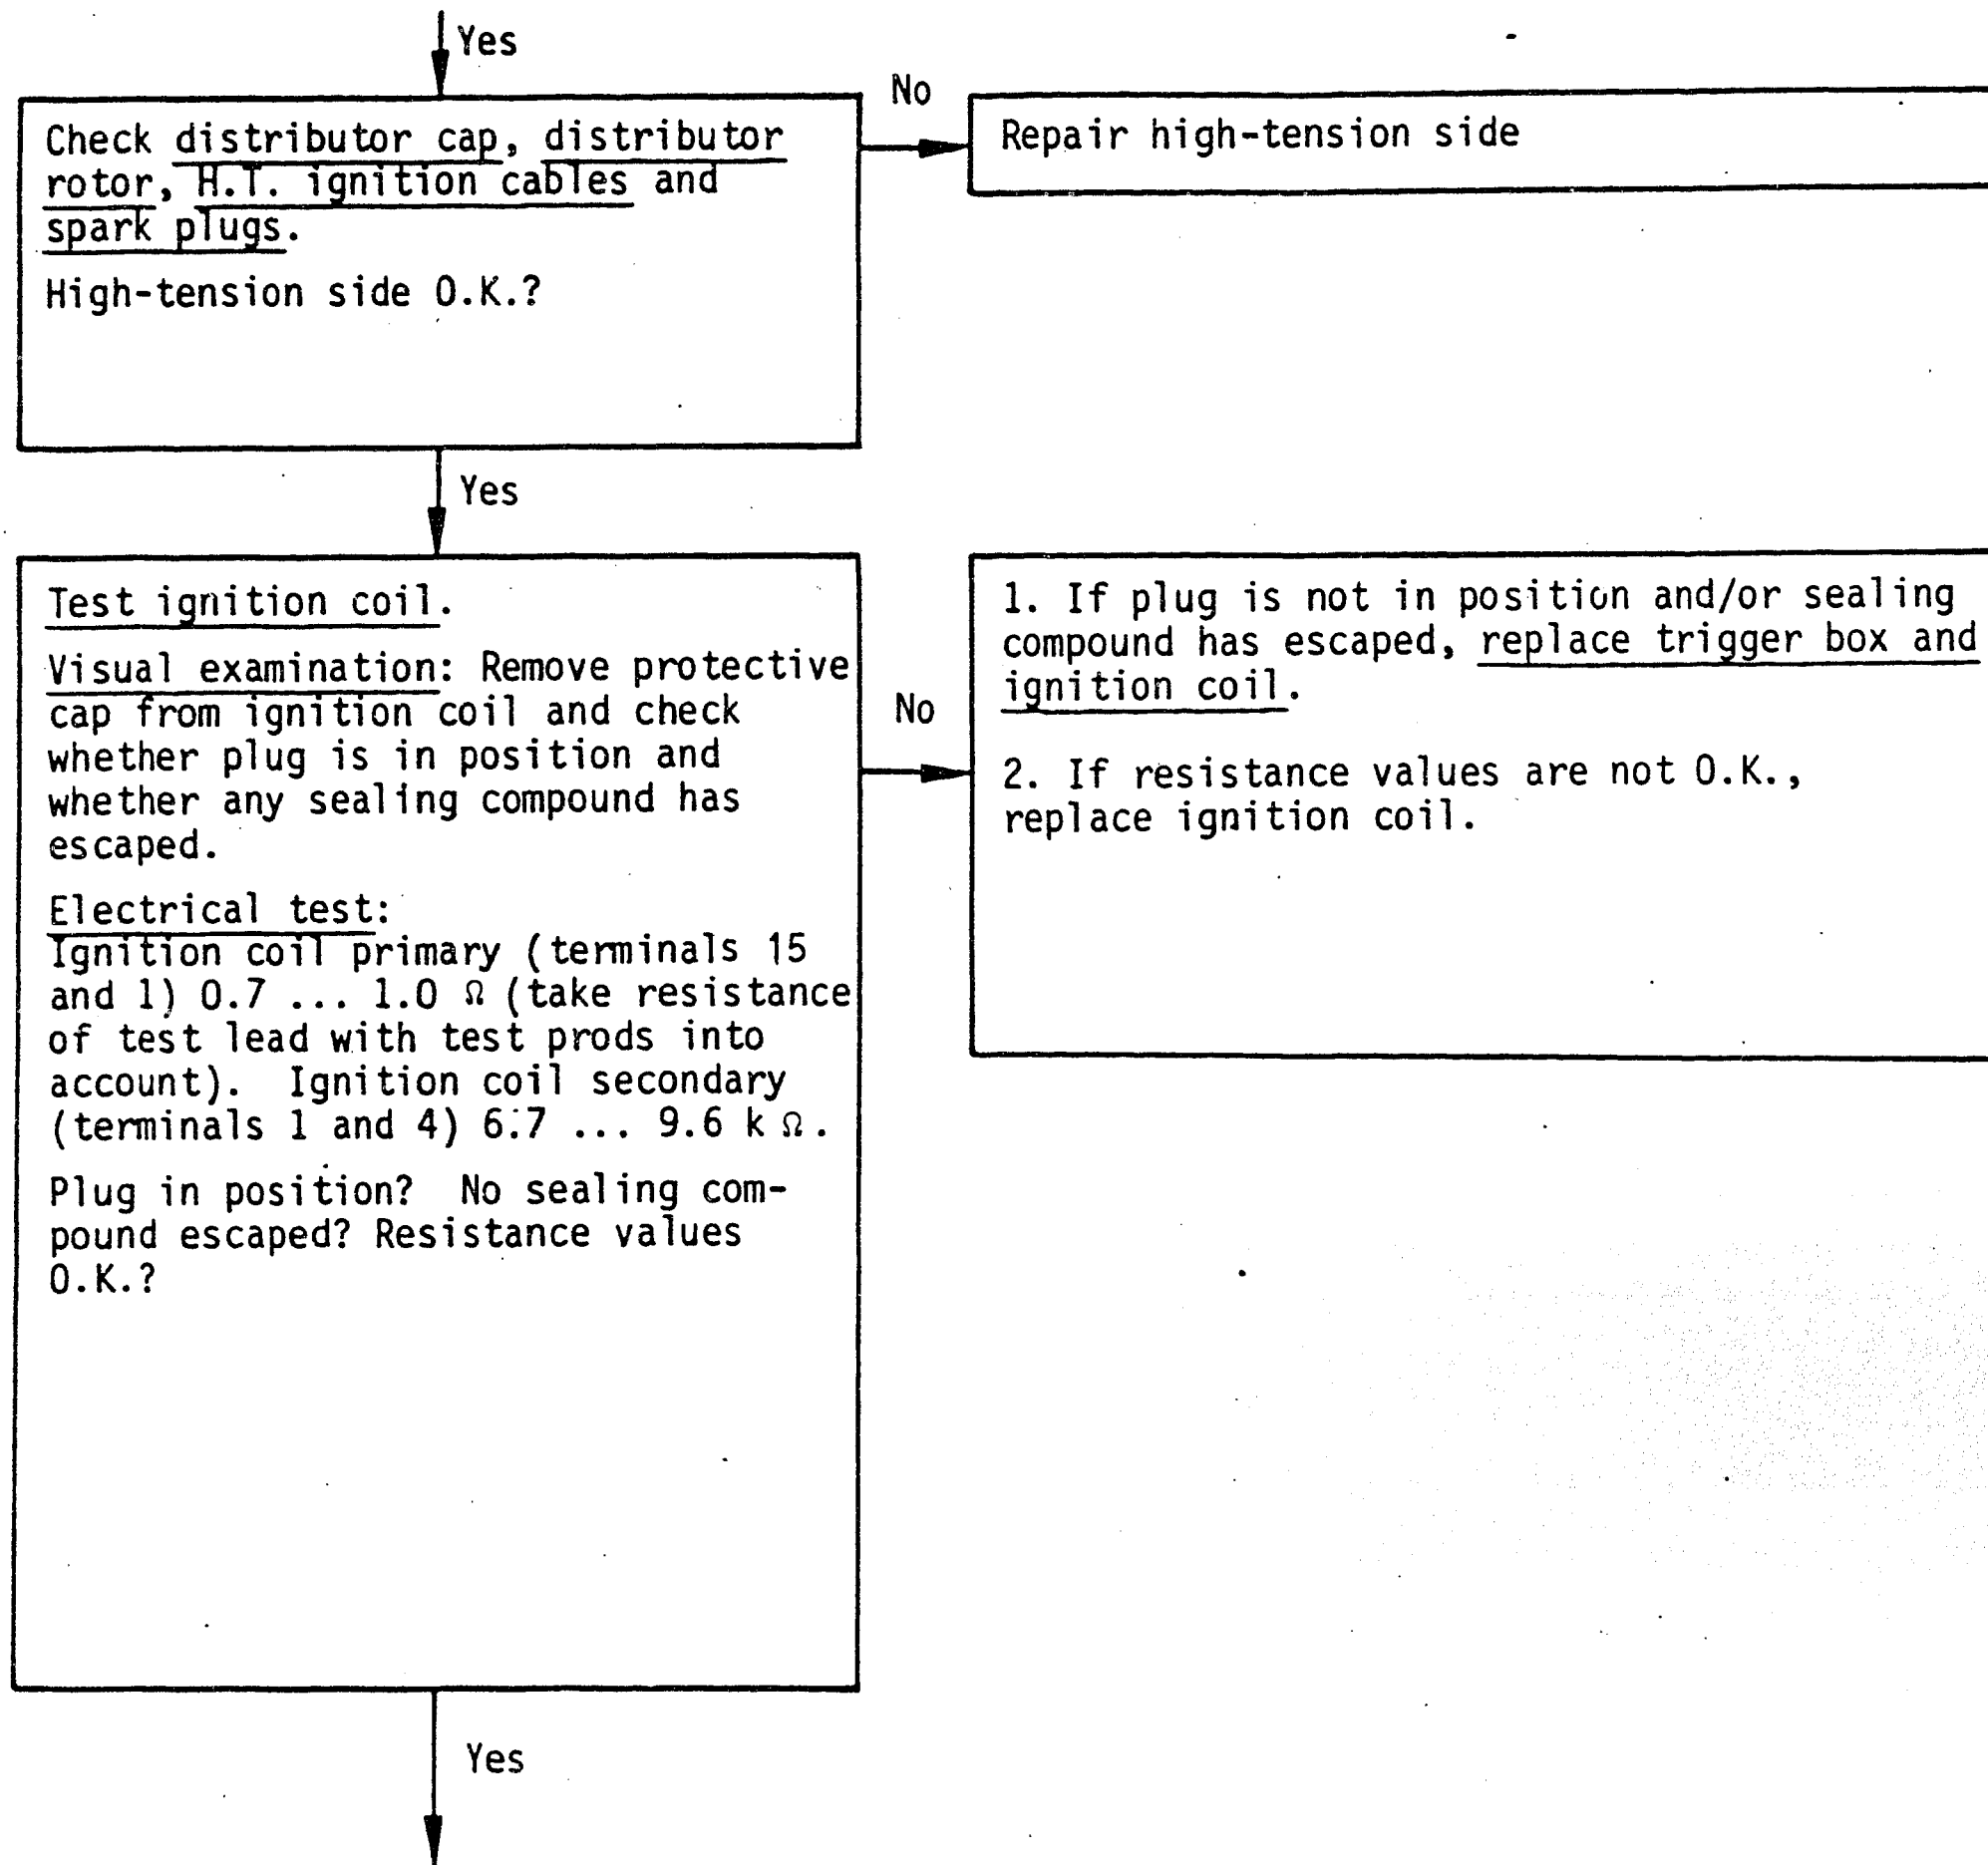 Yes
Check distributor cap, distributor
rotor, H.T. ignition cables and
spark plugs.
High-tension side O.K.?
No
Repair high-tension side
Yes
Test ignition coil.
Visual examination: Remove protective
cap from ignition coil and check
whether plug is in position and
whether any sealing compound has
escaped.
Electrical test:
Ignition coil primary (terminals 15
and 1) 0.7 ... 1.0 Ω (take resistance
of test lead with test prods into
account). Ignition coil secondary
(terminals 1 and 4) 6.7 ... 9.6 k Ω.
Plug in position? No sealing com-
pound escaped? Resistance values
O.K.?
No
1. If plug is not in position and/or sealing
compound has escaped, replace trigger box and
ignition coil.
2. If resistance values are not O.K.,
replace ignition coil.
Yes